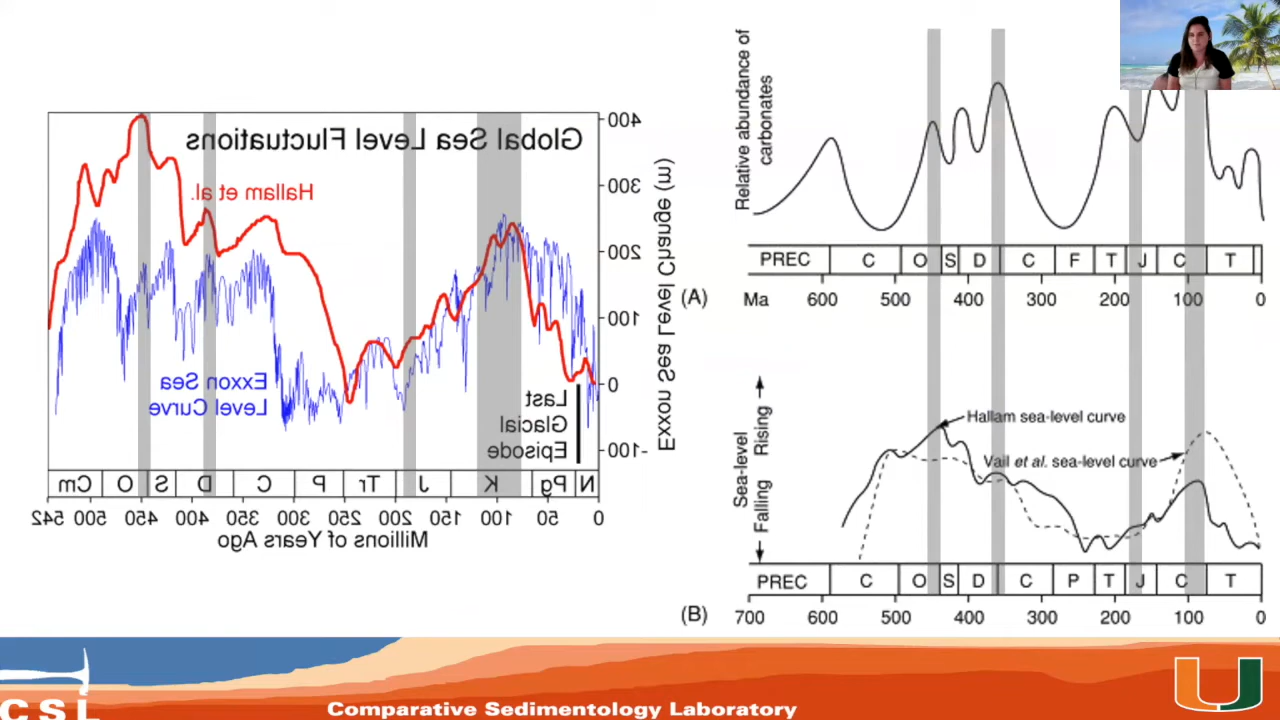 Global Sea Level Fluctuations
Hallam et al.
Exxon Sea
Level Curve
Last
Glacial
Episode
400
300
200
100
0
-100
Exxon Sea Level Change (m)
Cm O S D C P Tr J K Pg N
542 500 450 400 350 300 250 200 150 100 50 0
Millions of Years Ago
Relative abundance of
carbonates
PREC C O S D C F T J C T
(A) Ma 600 500 400 300 200 100 0
Sea-level
Falling Rising
Hallam sea-level curve
Vail et al. sea-level curve
PREC C O S D C P T J C T
(B) 700 600 500 400 300 200 100 0
CSL
Comparative Sedimentology Laboratory
U